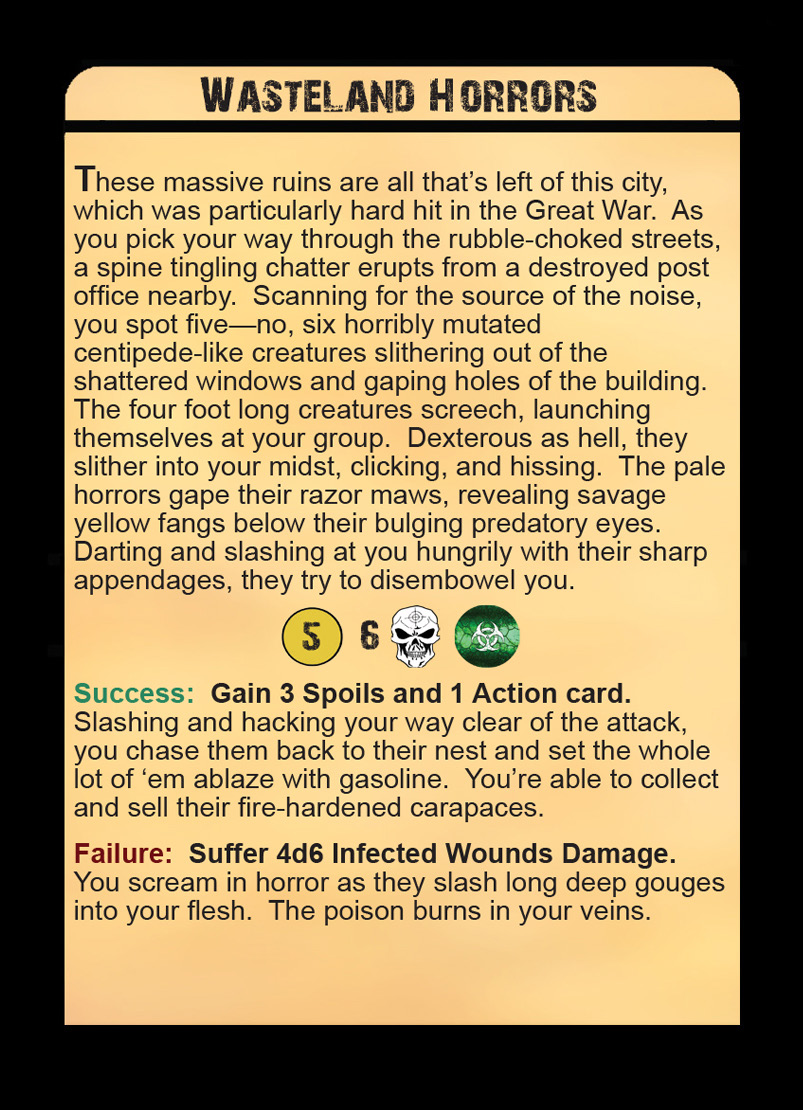 WASTELAND HORRORS
These massive ruins are all that's left of this city,
which was particularly hard hit in the Great War.  As
you pick your way through the rubble-choked streets,
a spine tingling chatter erupts from a destroyed post
office nearby.  Scanning for the source of the noise,
you spot five—no, six horribly mutated
centipede-like creatures slithering out of the
shattered windows and gaping holes of the building.
The four foot long creatures screech, launching
themselves at your group.  Dexterous as hell, they
slither into your midst, clicking, and hissing.  The pale
horrors gape their razor maws, revealing savage
yellow fangs below their bulging predatory eyes.
Darting and slashing at you hungrily with their sharp
appendages, they try to disembowel you.
5 6
Success:  Gain 3 Spoils and 1 Action card.
Slashing and hacking your way clear of the attack,
you chase them back to their nest and set the whole
lot of ‘em ablaze with gasoline.  You're able to collect
and sell their fire-hardened carapaces.
Failure:  Suffer 4d6 Infected Wounds Damage.
You scream in horror as they slash long deep gouges
into your flesh.  The poison burns in your veins.